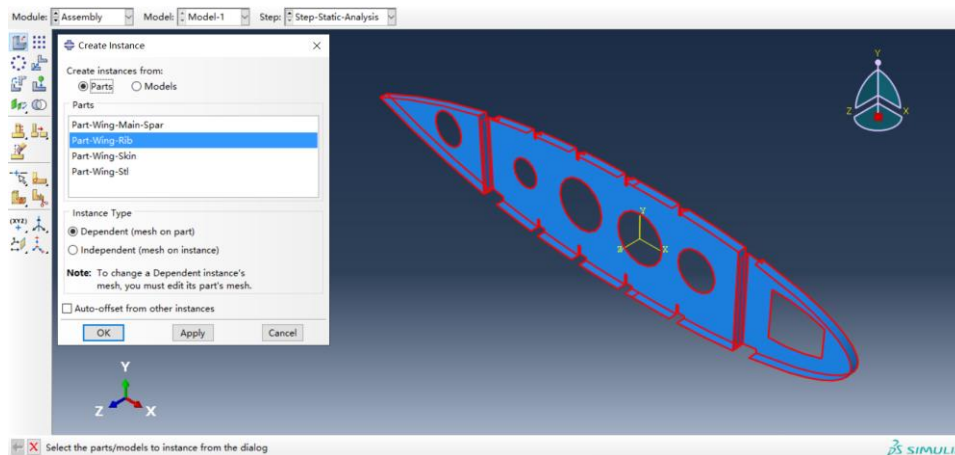 Module: Assembly Model: Model-1 Step: Step-Static-Analysis
Create Instance
Create instances from:
Parts Models
Parts
Part-Wing-Main-Spar
Part-Wing-Rib
Part-Wing-Skin
Part-Wing-Stl
Instance Type
Dependent (mesh on part)
Independent (mesh on instance)
Note: To change a Dependent instance's
mesh, you must edit its part's mesh.
Auto-offset from other instances
OK Apply Cancel
(XYZ)
Y
Z X
Y
Z X
Y
Z X
Select the parts/models to instance from the dialog
SIMULI